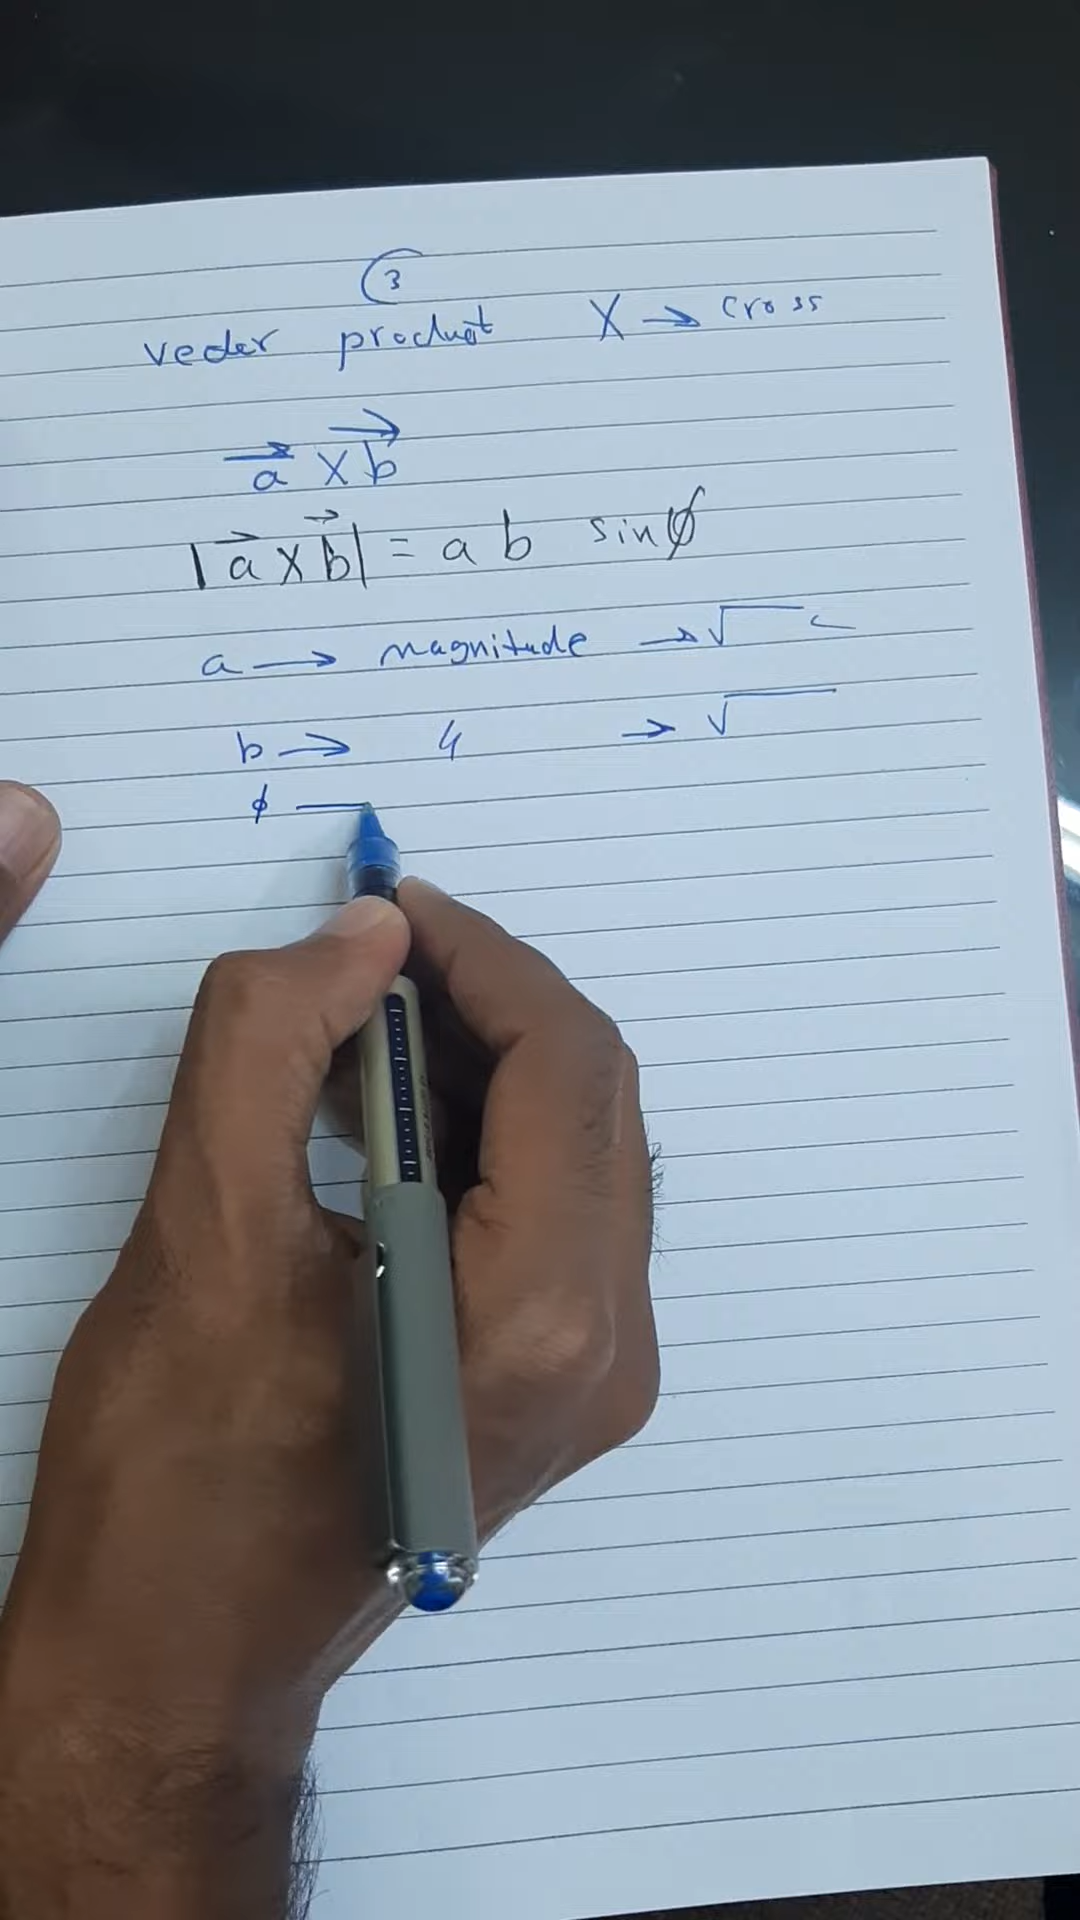 3
vector product X → cross
a⃗ X b⃗
|a⃗ X b⃗| = a b sin ϕ
a → magnitude → √
b → 4 → √
ϕ —